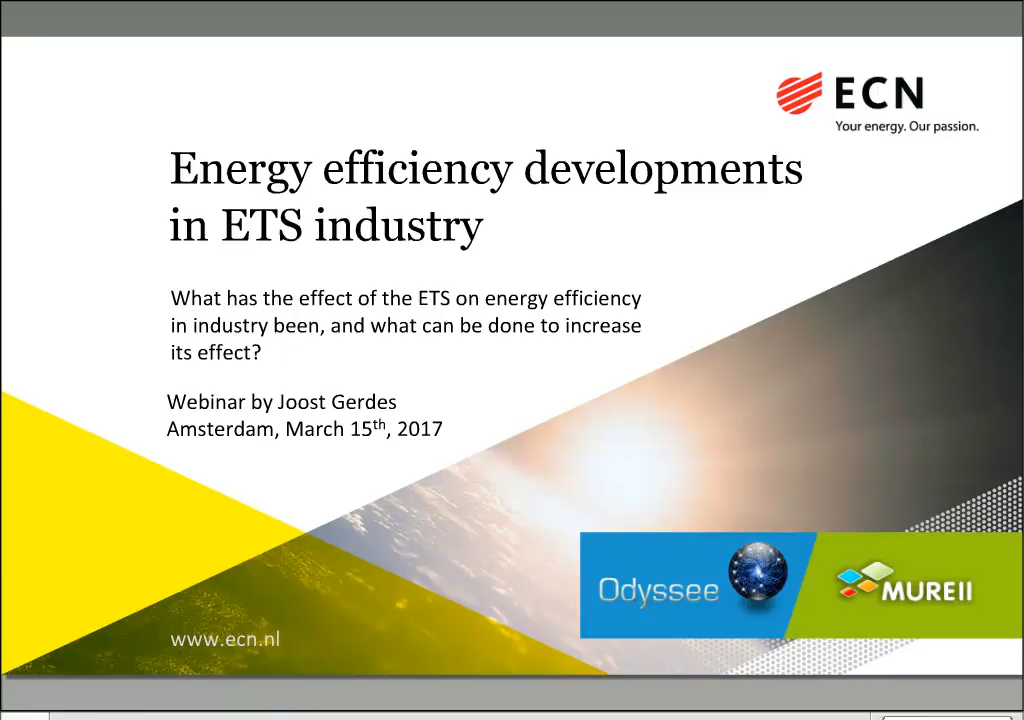 ECN
Your energy. Our passion.
Energy efficiency developments
in ETS industry
What has the effect of the ETS on energy efficiency
in industry been, and what can be done to increase
its effect?
Webinar by Joost Gerdes
Amsterdam, March 15th, 2017
Odyssee
MUREII
www.ecn.nl